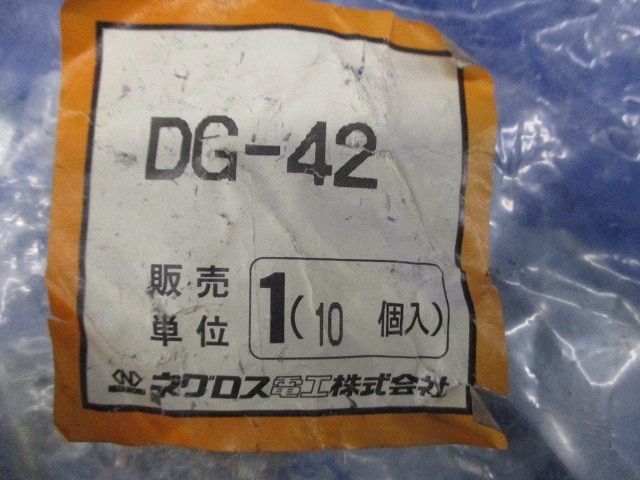 DG-42
販売
単位
1(10 個入)
ネグロス電工株式会社